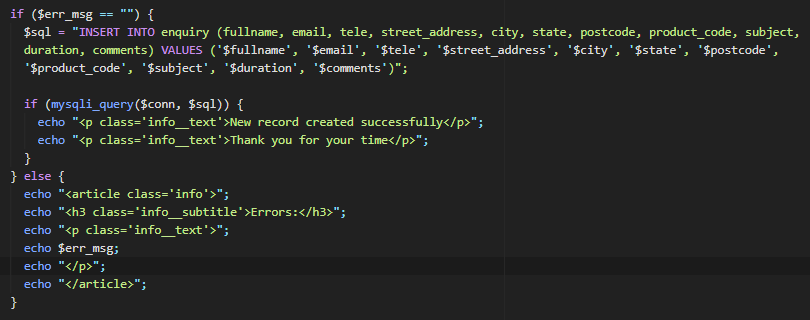 if ($err_msg == "") {
$sql = "INSERT INTO enquiry (fullname, email, tele, street_address, city, state, postcode, product_code, subject,
duration, comments) VALUES ('$fullname', '$email', '$tele', '$street_address', '$city', '$state', '$postcode',
'$product_code', '$subject', '$duration', '$comments')";
if (mysqli_query($conn, $sql)) {
echo "<p class='info__text'>New record created successfully</p>";
echo "<p class='info__text'>Thank you for your time</p>";
}
} else {
echo "<article class='info'>";
echo "<h3 class='info__subtitle'>Errors:</h3>";
echo "<p class='info__text'>";
echo $err_msg;
echo "</p>";
echo "</article>";
}